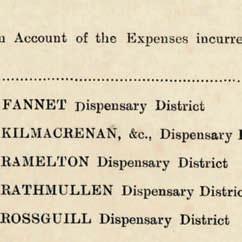 Account of the Expenses incurre
FANNET Dispensary District
KILMACRENAN, &c., Dispensary
RAMELTON Dispensary District
RATHMULLEN Dispensary Distric
ROSSGUILL Dispensary District